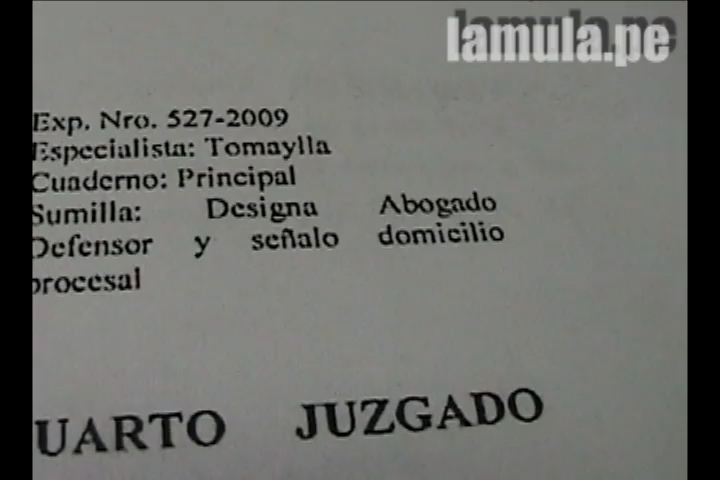 lamula.pe
Exp. Nro. 527-2009
Especialista: Tomaylla
Cuaderno: Principal
Sumilla: Designa Abogado
Defensor y señalo domicilio
procesal
UARTO JUZGADO